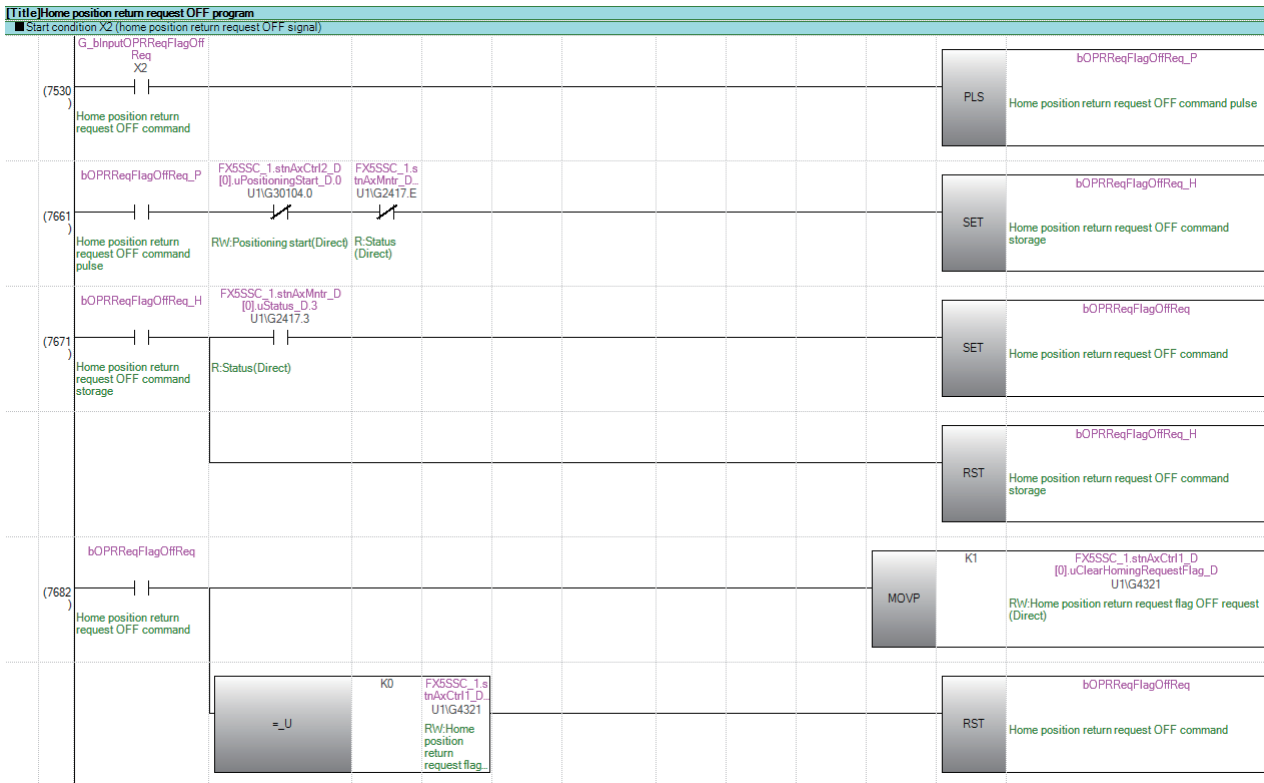 [Title]Home position return request OFF program
■Start condition X2 (home position return request OFF signal)
G_bInputOPRReqFlagOff
Req
X2
(7530
)
Home position return
request OFF command
PLS
bOPRReqFlagOffReq_P
Home position return request OFF command pulse
bOPRReqFlagOffReq_P
FX5SSC_1.stnAxCtrl2_D
[0].uPositioningStart_D.0
U1\G30104.0
FX5SSC_1.s
tnAxMntr_D...
U1\G2417.E
(7661
)
Home position return
request OFF command
pulse
RW:Positioning start(Direct)
R:Status
(Direct)
SET
bOPRReqFlagOffReq_H
Home position return request OFF command
storage
bOPRReqFlagOffReq_H
FX5SSC_1.stnAxMntr_D
[0].uStatus_D.3
U1\G2417.3
(7671
)
Home position return
request OFF command
storage
R:Status(Direct)
SET
bOPRReqFlagOffReq
Home position return request OFF command
RST
bOPRReqFlagOffReq_H
Home position return request OFF command
storage
bOPRReqFlagOffReq
(7682
)
Home position return
request OFF command
MOVP
K1
FX5SSC_1.stnAxCtrl1_D
[0].uClearHomingRequestFlag_D
U1\G4321
RW:Home position return request flag OFF request
(Direct)
=_U
K0
FX5SSC_1.s
tnAxCtrl1_D...
U1\G4321
RW:Home
position
return
request flag...
RST
bOPRReqFlagOffReq
Home position return request OFF command